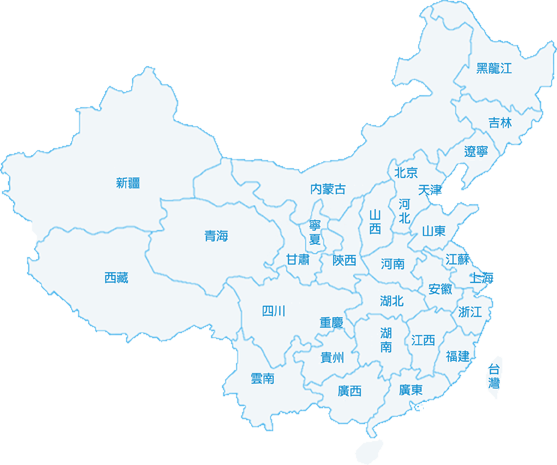 黑龍江
吉林
遼寧
北京
天津
內蒙古
新疆
河北
山西
寧夏
山東
青海
甘肅
陝西
河南
江蘇
西藏
上海
安徽
湖北
四川
浙江
重慶
湖南
江西
貴州
福建
雲南
台灣
廣西
廣東